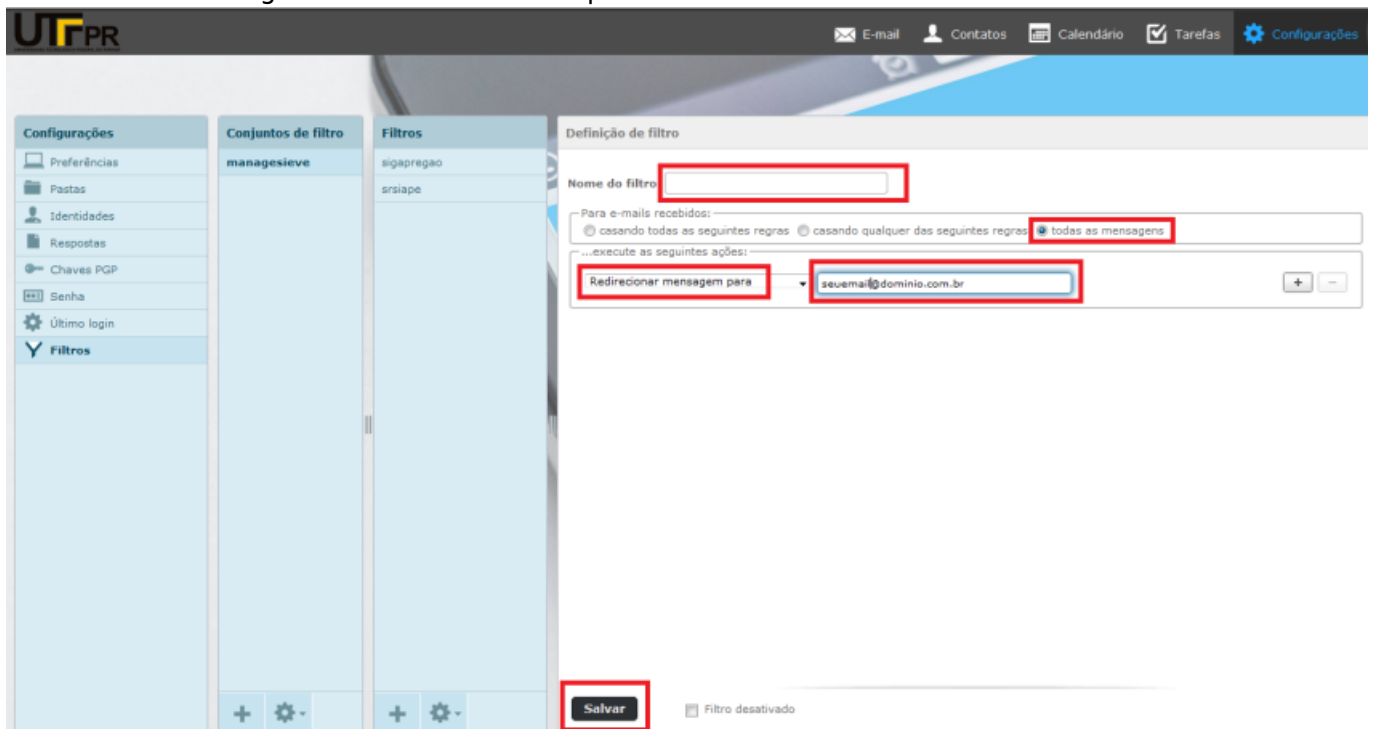 UTFPR
E-mail Contatos Calendário Tarefas Configurações
Configurações
Preferências
Pastas
Identidades
Respostas
Chaves PGP
Senha
Último login
Filtros
Conjuntos de filtro
managesieve
Filtros
sigapregao
srsiape
Definição de filtro
Nome do filtro
Para e-mails recebidos:
casando todas as seguintes regras casando qualquer das seguintes regras todas as mensagens
...execute as seguintes ações:
Redirecionar mensagem para seuemail@dominio.com.br + -
Salvar Filtro desativado